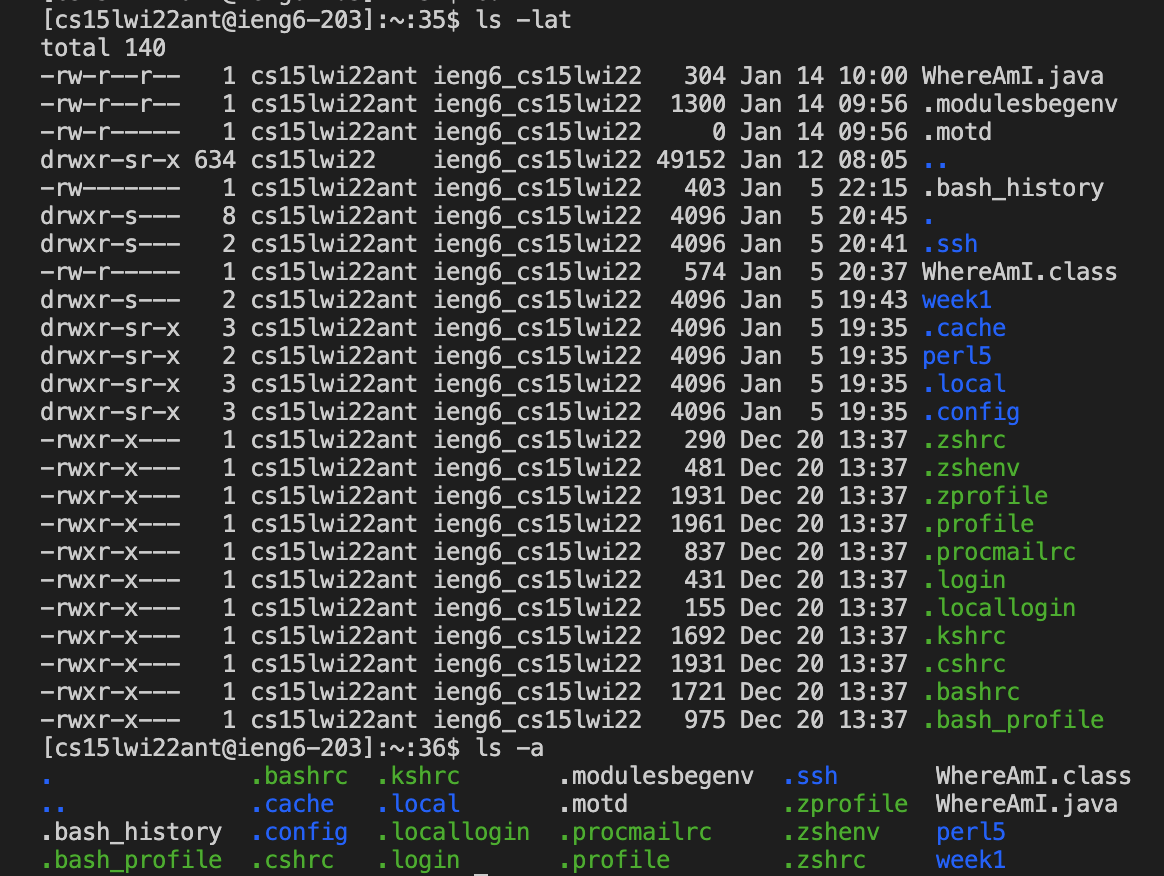 [cs15lwi22ant@ieng6-203]:~:35$ ls -lat
total 140
-rw-r--r--   1 cs15lwi22ant ieng6_cs15lwi22   304 Jan 14 10:00 WhereAmI.java
-rw-r--r--   1 cs15lwi22ant ieng6_cs15lwi22  1300 Jan 14 09:56 .modulesbegenv
-rw-r-----   1 cs15lwi22ant ieng6_cs15lwi22     0 Jan 14 09:56 .motd
drwxr-sr-x 634 cs15lwi22    ieng6_cs15lwi22 49152 Jan 12 08:05 ..
-rw-------   1 cs15lwi22ant ieng6_cs15lwi22   403 Jan  5 22:15 .bash_history
drwxr-s---   8 cs15lwi22ant ieng6_cs15lwi22  4096 Jan  5 20:45 .
drwxr-s---   2 cs15lwi22ant ieng6_cs15lwi22  4096 Jan  5 20:41 .ssh
-rw-r-----   1 cs15lwi22ant ieng6_cs15lwi22   574 Jan  5 20:37 WhereAmI.class
drwxr-s---   2 cs15lwi22ant ieng6_cs15lwi22  4096 Jan  5 19:43 week1
drwxr-sr-x   3 cs15lwi22ant ieng6_cs15lwi22  4096 Jan  5 19:35 .cache
drwxr-sr-x   2 cs15lwi22ant ieng6_cs15lwi22  4096 Jan  5 19:35 perl5
drwxr-sr-x   3 cs15lwi22ant ieng6_cs15lwi22  4096 Jan  5 19:35 .local
drwxr-sr-x   3 cs15lwi22ant ieng6_cs15lwi22  4096 Jan  5 19:35 .config
-rwxr-x---   1 cs15lwi22ant ieng6_cs15lwi22   290 Dec 20 13:37 .zshrc
-rwxr-x---   1 cs15lwi22ant ieng6_cs15lwi22   481 Dec 20 13:37 .zshenv
-rwxr-x---   1 cs15lwi22ant ieng6_cs15lwi22  1931 Dec 20 13:37 .zprofile
-rwxr-x---   1 cs15lwi22ant ieng6_cs15lwi22  1961 Dec 20 13:37 .profile
-rwxr-x---   1 cs15lwi22ant ieng6_cs15lwi22   837 Dec 20 13:37 .procmailrc
-rwxr-x---   1 cs15lwi22ant ieng6_cs15lwi22   431 Dec 20 13:37 .login
-rwxr-x---   1 cs15lwi22ant ieng6_cs15lwi22   155 Dec 20 13:37 .locallogin
-rwxr-x---   1 cs15lwi22ant ieng6_cs15lwi22  1692 Dec 20 13:37 .kshrc
-rwxr-x---   1 cs15lwi22ant ieng6_cs15lwi22  1931 Dec 20 13:37 .cshrc
-rwxr-x---   1 cs15lwi22ant ieng6_cs15lwi22  1721 Dec 20 13:37 .bashrc
-rwxr-x---   1 cs15lwi22ant ieng6_cs15lwi22   975 Dec 20 13:37 .bash_profile
[cs15lwi22ant@ieng6-203]:~:36$ ls -a
.              .bashrc  .kshrc       .modulesbegenv  .ssh       WhereAmI.class
..             .cache   .local       .motd           .zprofile  WhereAmI.java
.bash_history  .config  .locallogin  .procmailrc     .zshenv    perl5
.bash_profile  .cshrc   .login       .profile        .zshrc     week1